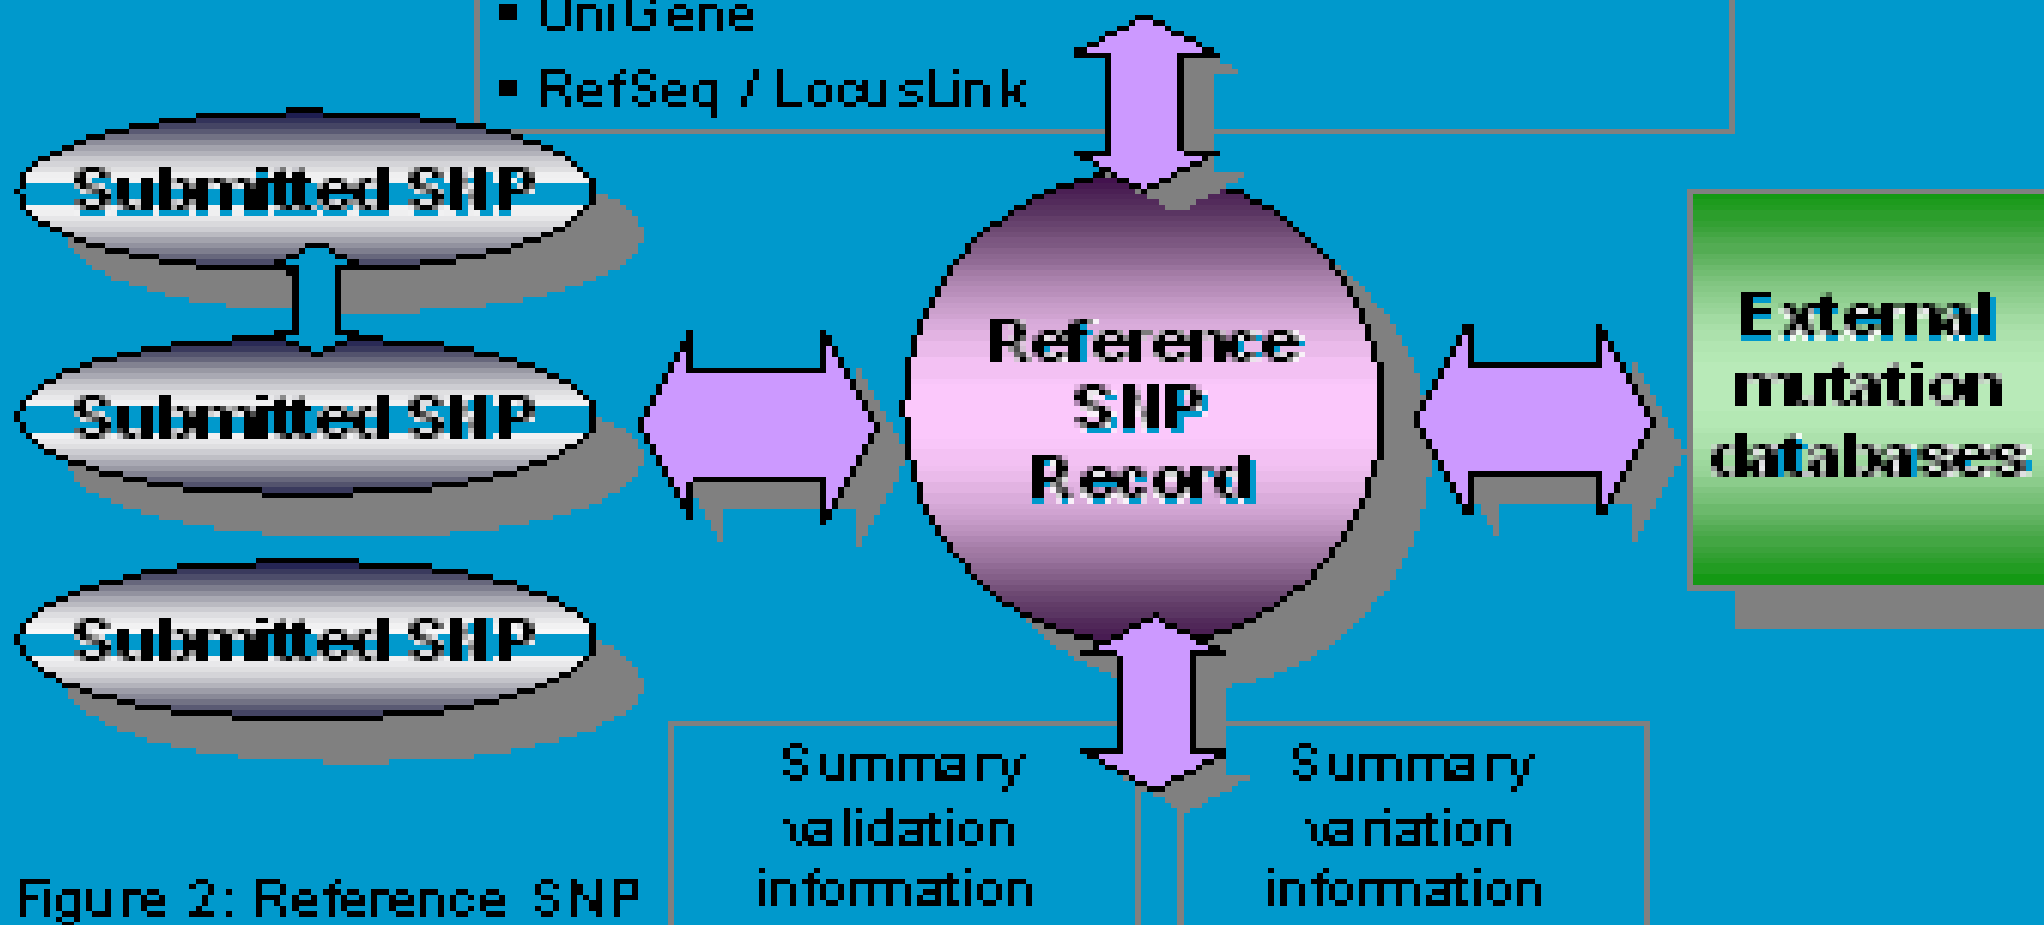 ▪ UniGene
▪ RefSeq / LocusLink
Submitted SNP
Submitted SNP
Submitted SNP
Reference
SNP
Record
External
mutation
databases
Summary
validation
information
Summary
variation
information
Figure 2: Reference SNP